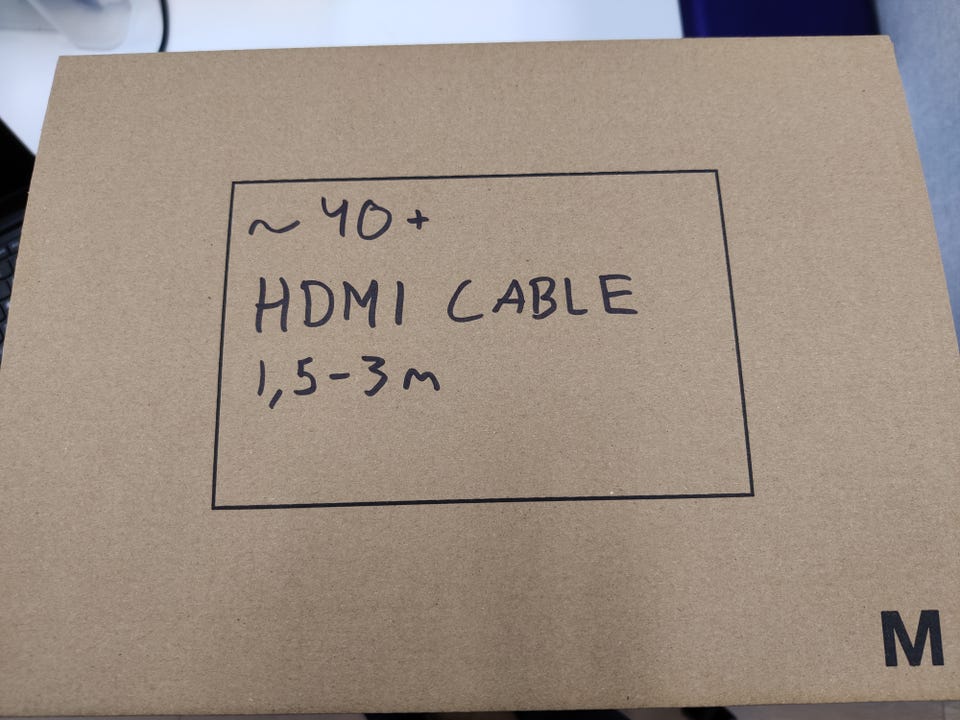 ~ 40+
HDMI CABLE
1,5-3m
M